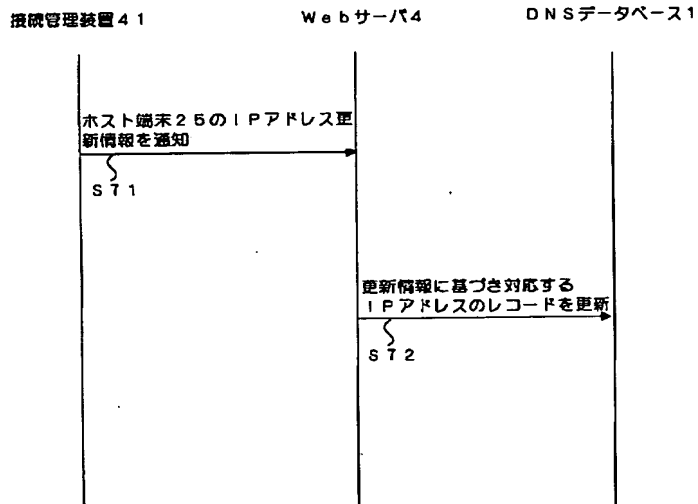 接続管理装置41
Webサーバ4
DNSデータベース1
ホスト端末25のIPアドレス更
新情報を通知
S71
更新情報に基づき対応する
IPアドレスのレコードを更新
S72